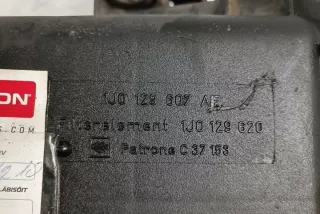 1J0 129 607 AE
Filterelement 1J0 129 620
Patrone C 37 153
ON
S.COM